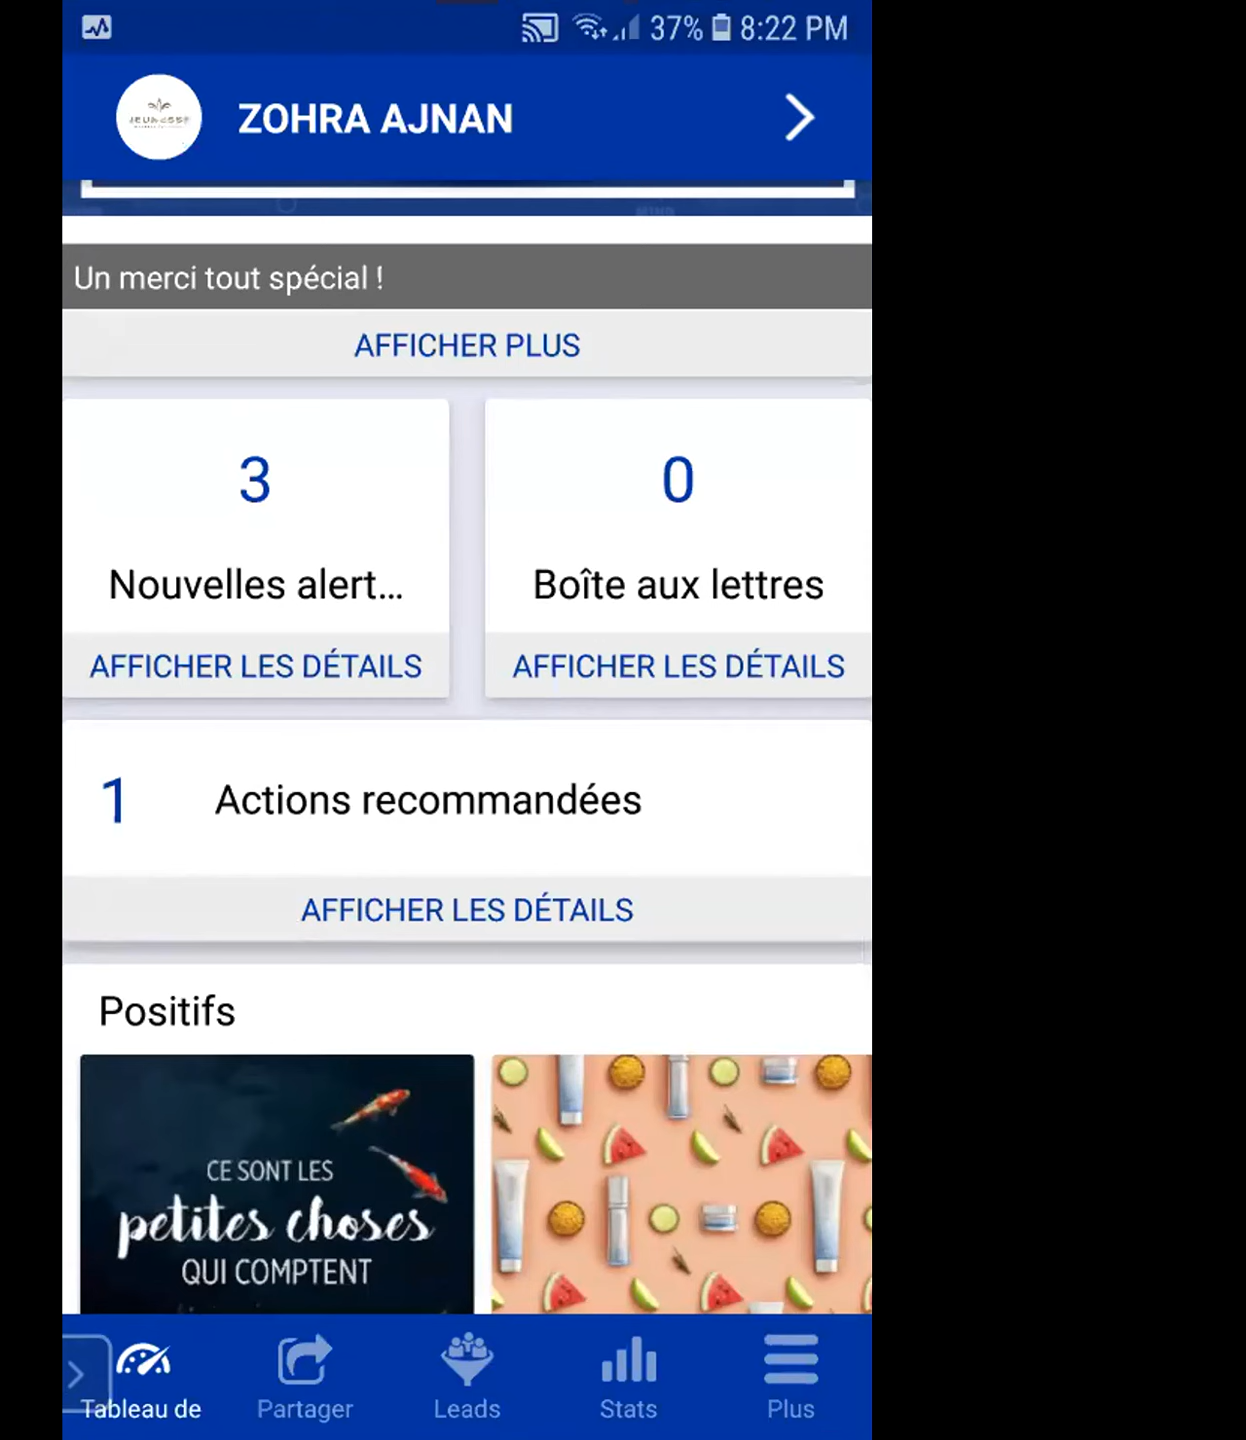 37% 8:22 PM
JEUNESSE
ZOHRA AJNAN
Un merci tout spécial !
AFFICHER PLUS
3
0
Nouvelles alert...
Boîte aux lettres
AFFICHER LES DÉTAILS
AFFICHER LES DÉTAILS
1
Actions recommandées
AFFICHER LES DÉTAILS
Positifs
CE SONT LES
petites choses
QUI COMPTENT
Tableau de
Partager
Leads
Stats
Plus